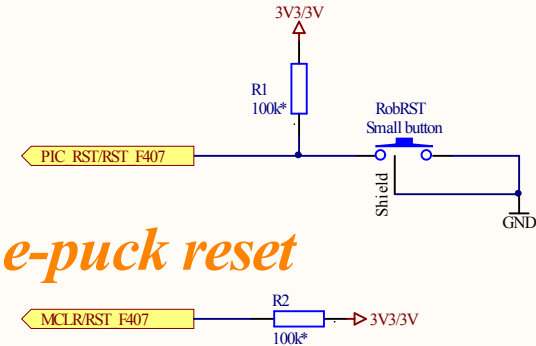 3V3/3V
R1
100k*
RobRST
Small button
PIC_RST/RST_F407
Shield
GND
e-puck reset
R2
MCLR/RST_F407
3V3/3V
100k*